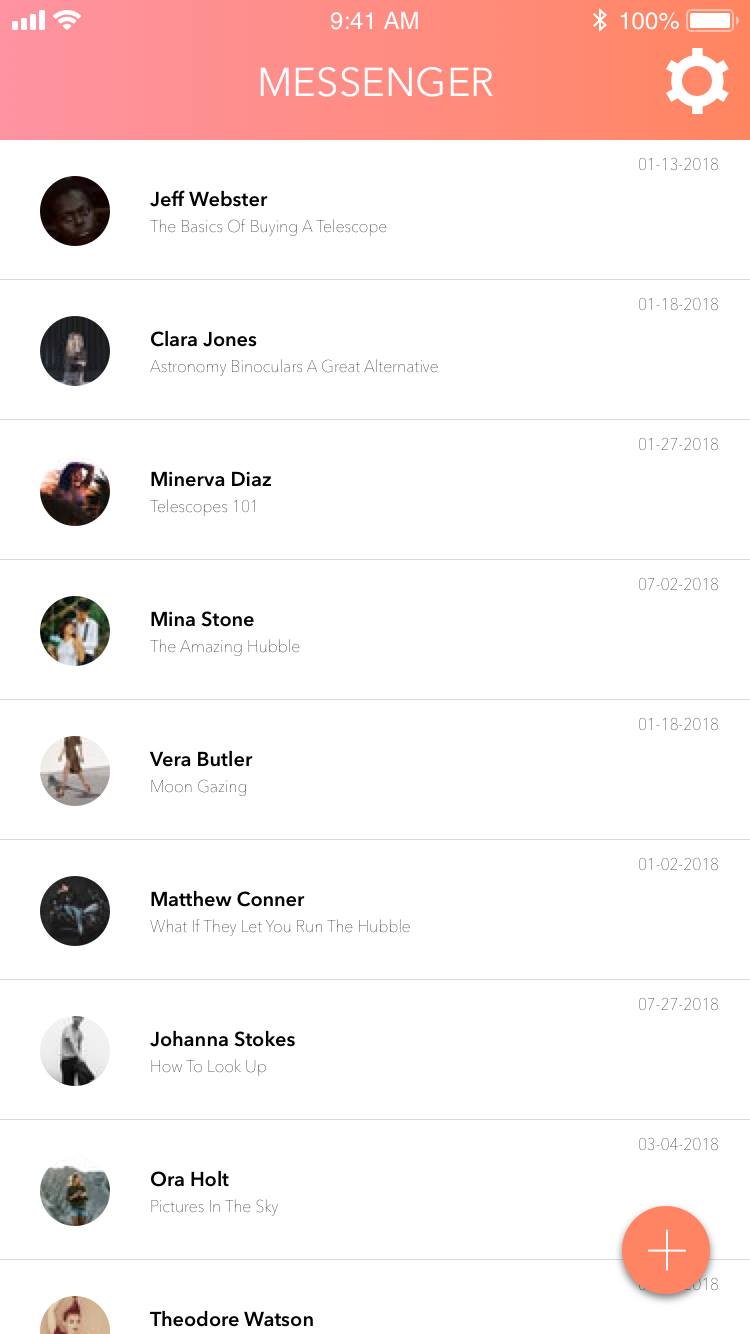 9:41 AM
100%
MESSENGER
01-13-2018
Jeff Webster
The Basics Of Buying A Telescope
01-18-2018
Clara Jones
Astronomy Binoculars A Great Alternative
01-27-2018
Minerva Diaz
Telescopes 101
07-02-2018
Mina Stone
The Amazing Hubble
01-18-2018
Vera Butler
Moon Gazing
01-02-2018
Matthew Conner
What If They Let You Run The Hubble
07-27-2018
Johanna Stokes
How To Look Up
03-04-2018
Ora Holt
Pictures In The Sky
Theodore Watson